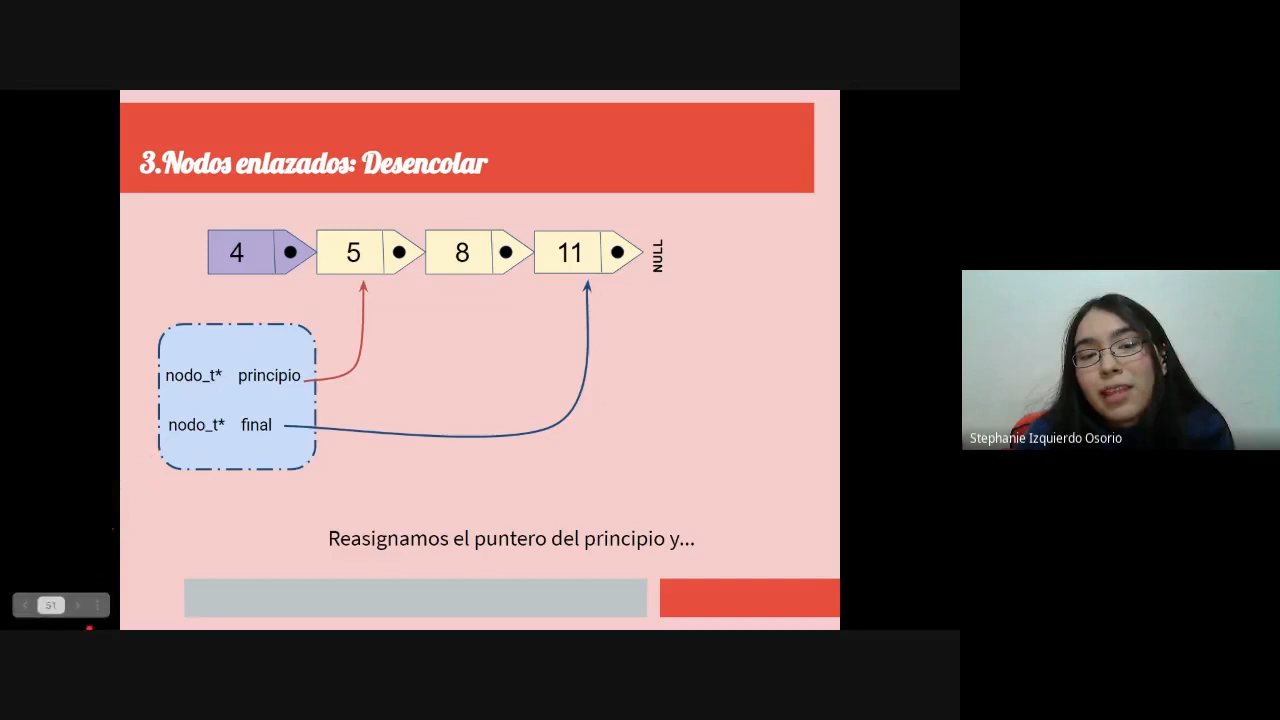 3.Nodos enlazados: Desencolar
4 5 8 11 NULL
nodo_t* principio
nodo_t* final
Reasignamos el puntero del principio y...
51
Stephanie Izquierdo Osorio